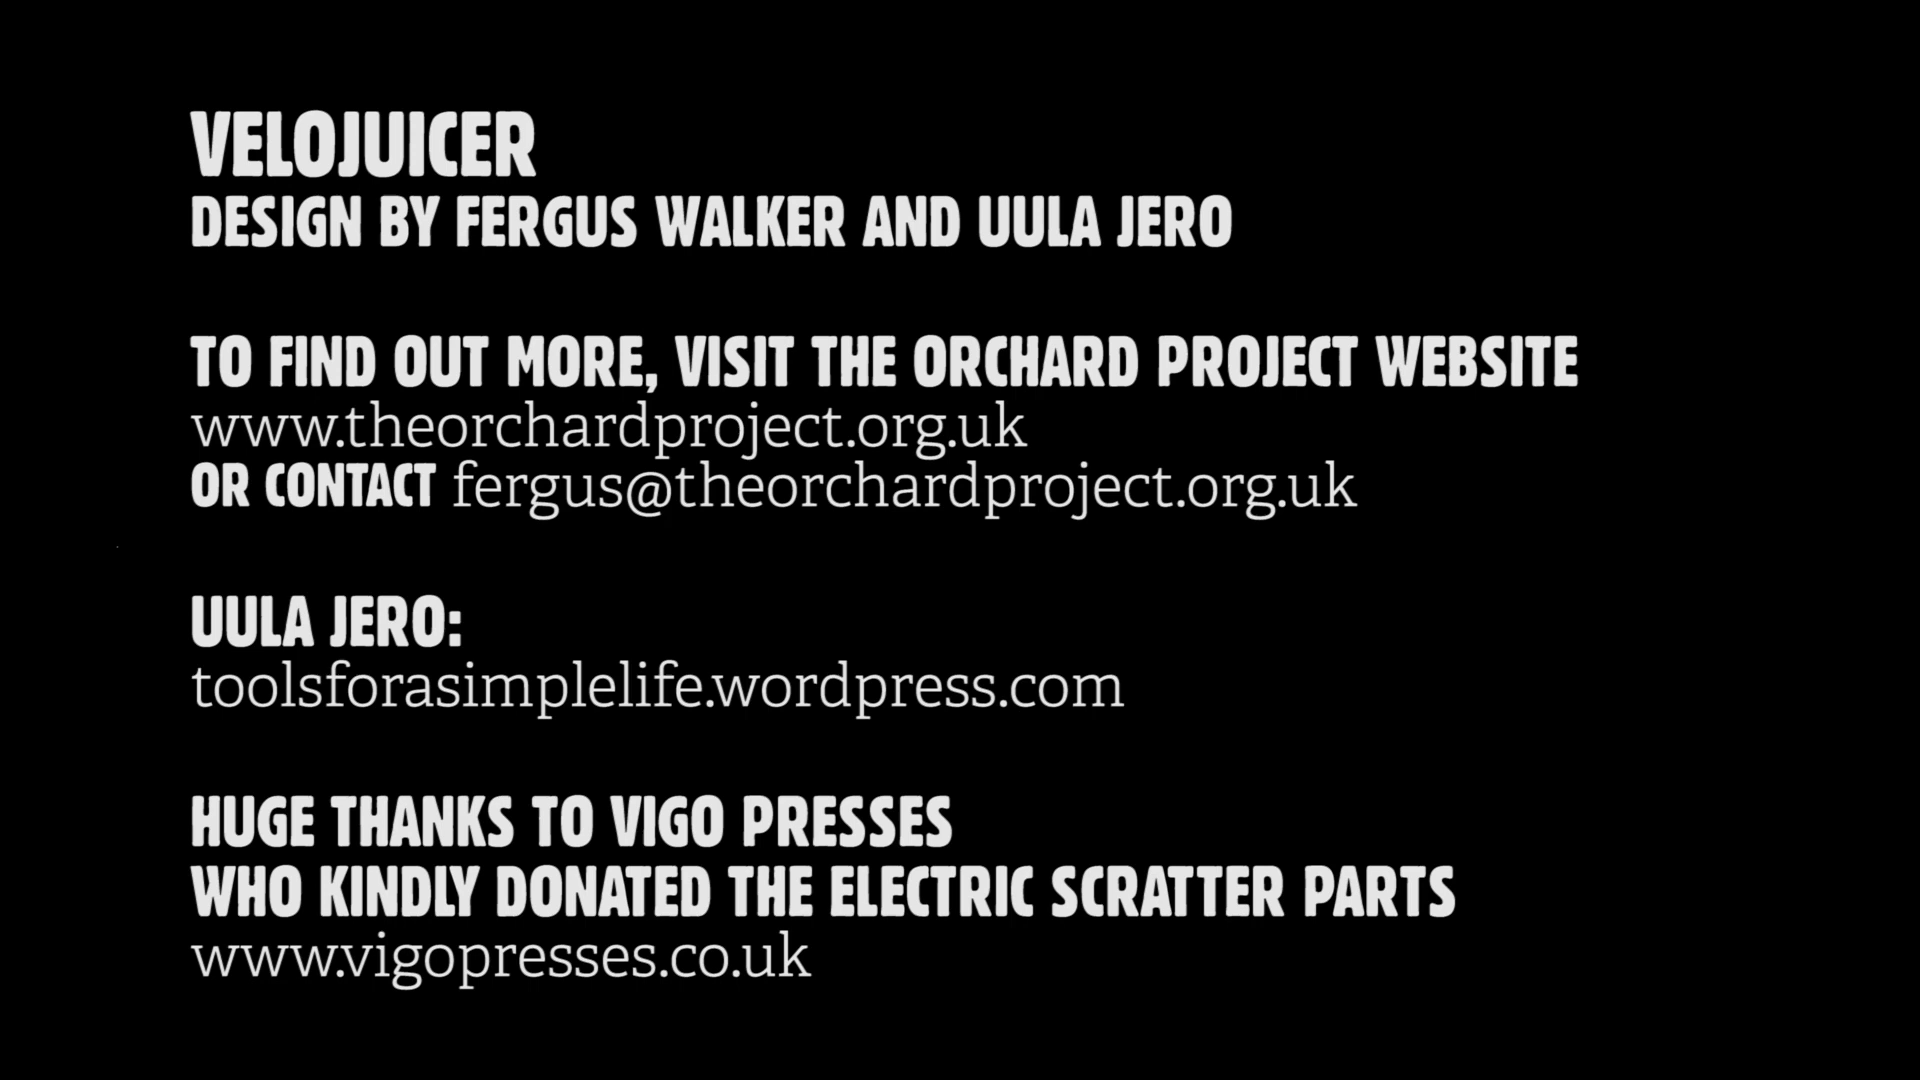 VELOJUICER
DESIGN BY FERGUS WALKER AND UULA JERO
TO FIND OUT MORE, VISIT THE ORCHARD PROJECT WEBSITE
www.theorchardproject.org.uk
OR CONTACT fergus@theorchardproject.org.uk
UULA JERO:
toolsforasimplelife.wordpress.com
HUGE THANKS TO VIGO PRESSES
WHO KINDLY DONATED THE ELECTRIC SCRATTER PARTS
www.vigopresses.co.uk